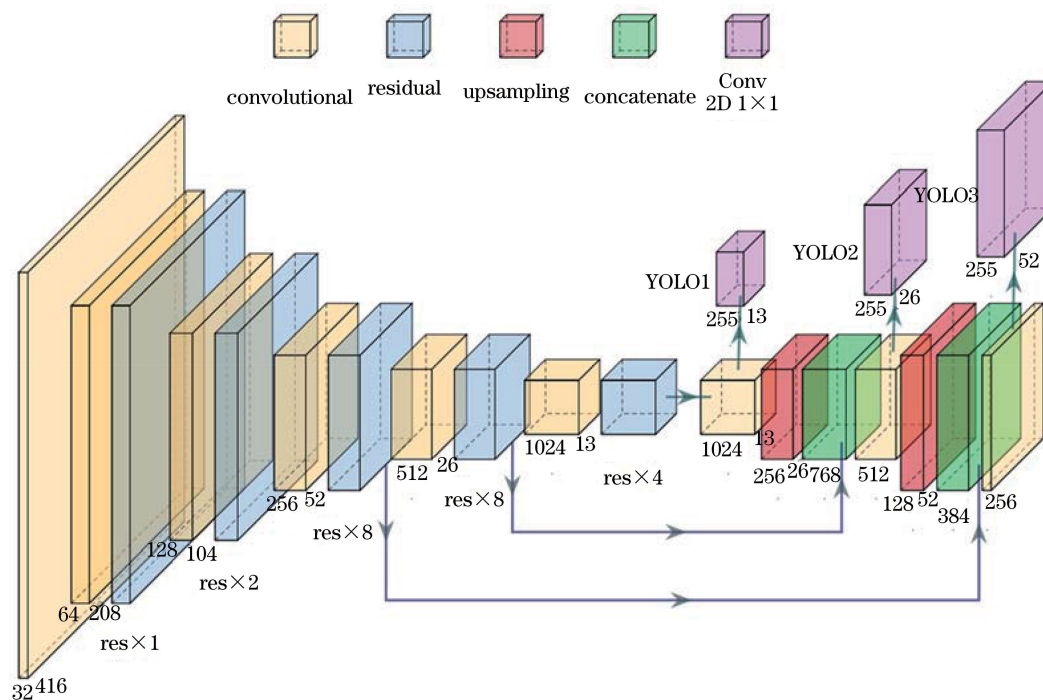 convolutional
residual
upsampling
concatenate
Conv
2D 1×1
YOLO1
255 13
YOLO2
255 26
YOLO3
255 52
32 416
64 208
res×1
128 104
res×2
256 52
res×8
512 26
res×8
1024 13
res×4
1024 13
256 26
768
512
128 52
384
256